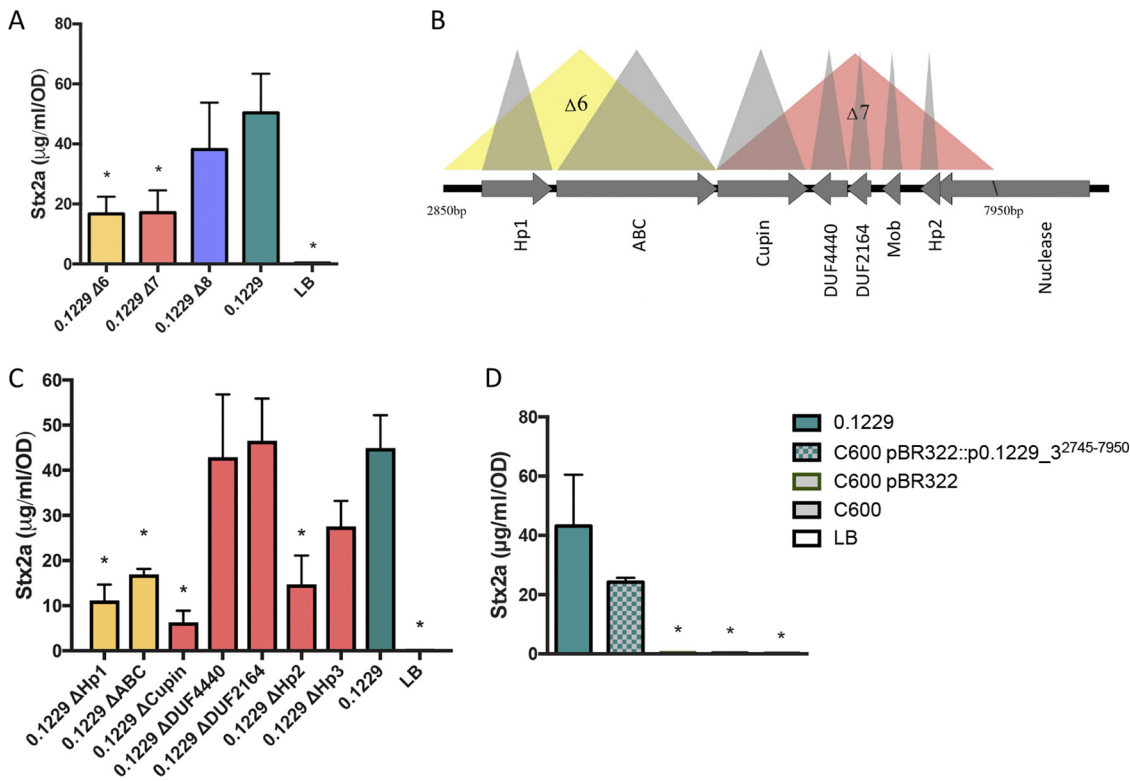 A
Stx2a (μg/ml/OD)
80
60
40
20
0
*
*
*
0.1229 Δ6
0.1229 Δ7
0.1229 Δ8
0.1229
LB
B
Δ6
Δ7
2850bp
7950bp
Hp1
ABC
Cupin
DUF4440
DUF2164
Mob
Hp2
Nuclease
C
Stx2a (μg/ml/OD)
60
50
40
30
20
10
0
*
*
*
*
*
0.1229 ΔHp1
0.1229 ΔABC
0.1229 ΔCupin
0.1229 ΔDUF4440
0.1229 ΔDUF2164
0.1229 ΔHp2
0.1229 ΔHp3
0.1229
LB
D
Stx2a (μg/ml/OD)
80
60
40
20
0
*
*
*
0.1229
C600 pBR322::p0.1229_3²⁷⁴⁵⁻⁷⁹⁵⁰
C600 pBR322
C600
LB